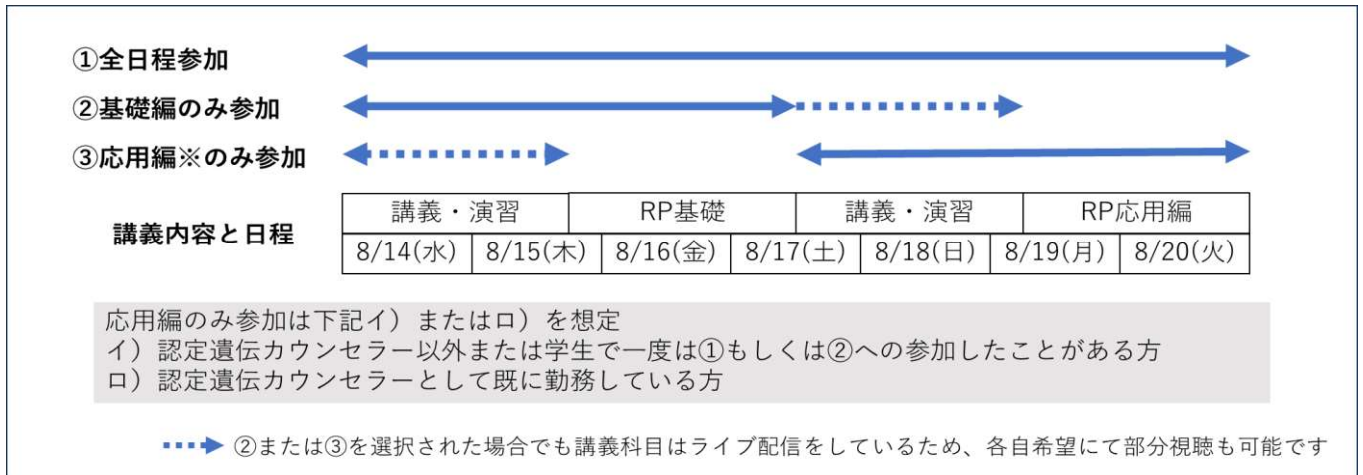 ①全日程参加
②基礎編のみ参加
③応用編※のみ参加
講義内容と日程
講義・演習 RP基礎 講義・演習 RP応用編
8/14(水) 8/15(木) 8/16(金) 8/17(土) 8/18(日) 8/19(月) 8/20(火)
応用編のみ参加は下記イ）またはロ）を想定
イ）認定遺伝カウンセラー以外または学生で一度は①もしくは②への参加したことがある方
ロ）認定遺伝カウンセラーとして既に勤務している方
②または③を選択された場合でも講義科目はライブ配信をしているため、各自希望にて部分視聴も可能です